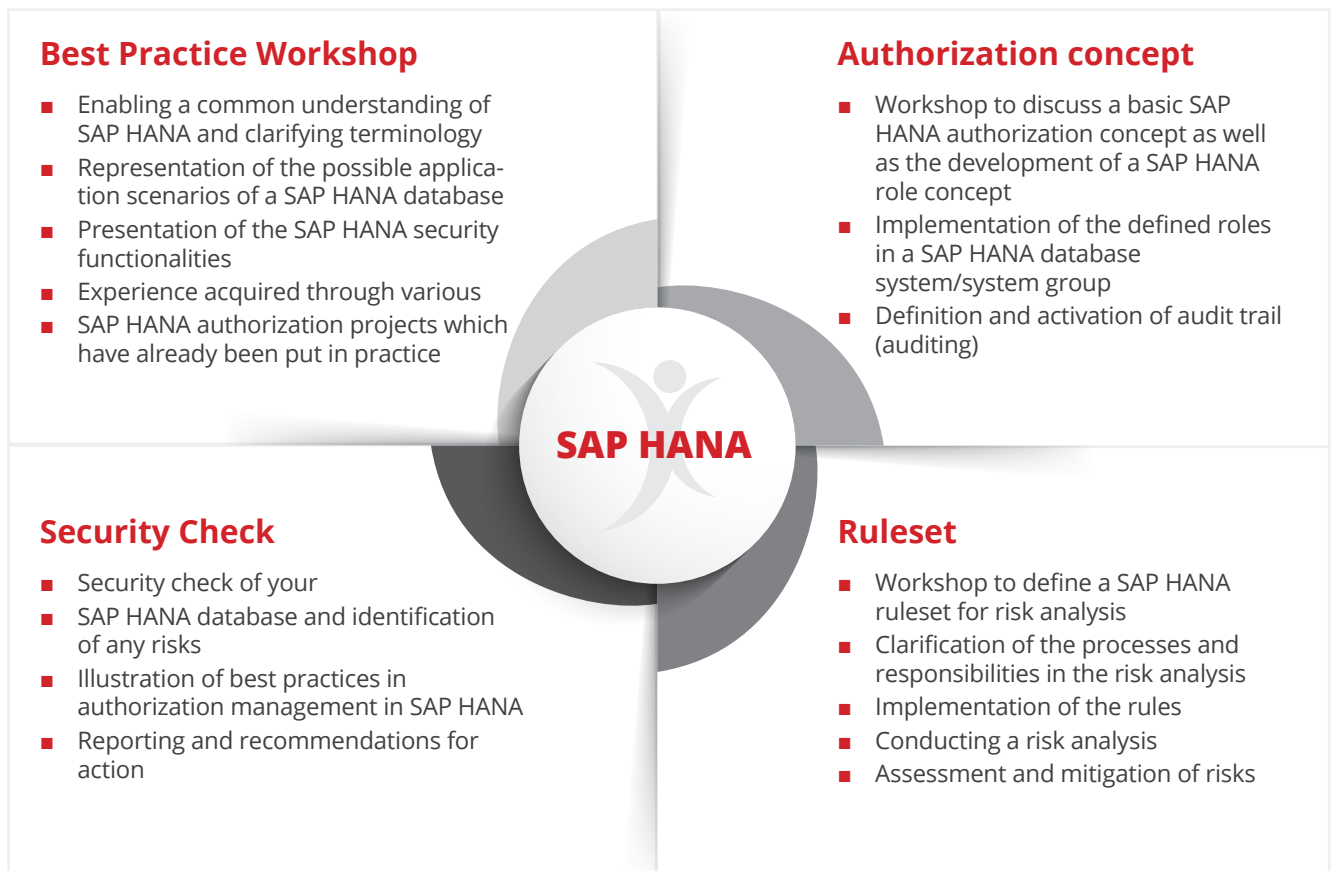 Best Practice Workshop
■ Enabling a common understanding of
SAP HANA and clarifying terminology
■ Representation of the possible applica-
tion scenarios of a SAP HANA database
■ Presentation of the SAP HANA security
functionalities
■ Experience acquired through various
■ SAP HANA authorization projects which
have already been put in practice
Authorization concept
■ Workshop to discuss a basic SAP
HANA authorization concept as well
as the development of a SAP HANA
role concept
■ Implementation of the defined roles
in a SAP HANA database
system/system group
■ Definition and activation of audit trail
(auditing)
SAP HANA
Security Check
■ Security check of your
■ SAP HANA database and identification
of any risks
■ Illustration of best practices in
authorization management in SAP HANA
■ Reporting and recommendations for
action
Ruleset
■ Workshop to define a SAP HANA
ruleset for risk analysis
■ Clarification of the processes and
responsibilities in the risk analysis
■ Implementation of the rules
■ Conducting a risk analysis
■ Assessment and mitigation of risks